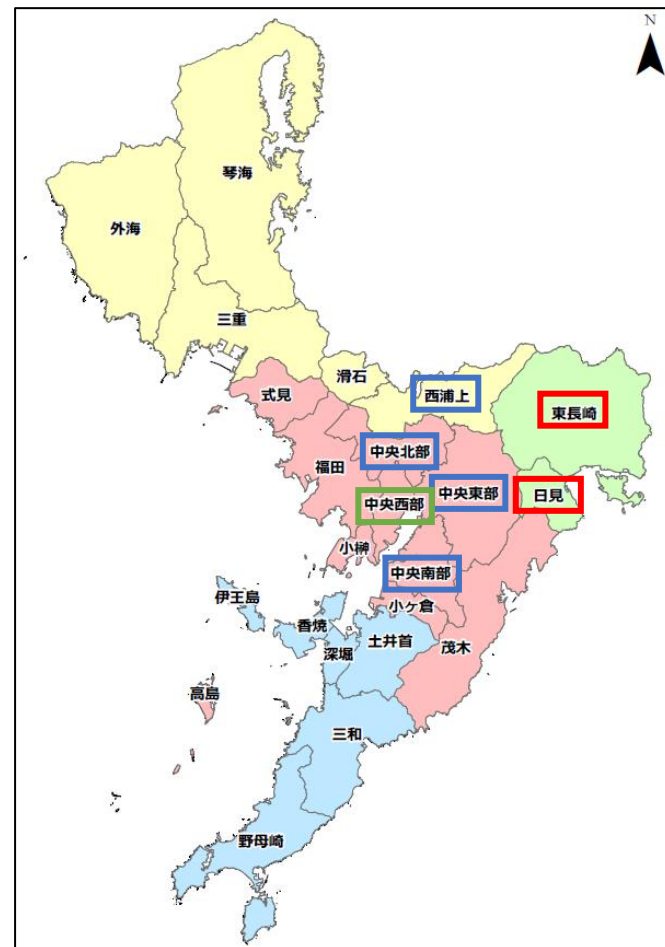 N
琴海
外海
三重
滑石
西浦上
式見
東長崎
中央北部
福田
中央東部
日見
中央西部
小榊
中央南部
伊王島
小ヶ倉
香焼
土井首
深堀
茂木
高島
三和
野母崎